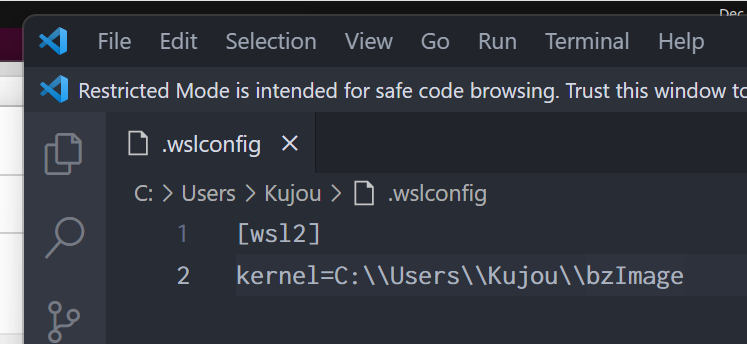 Dec
File Edit Selection View Go Run Terminal Help
Restricted Mode is intended for safe code browsing. Trust this window to
.wslconfig
C: > Users > Kujou > .wslconfig
1 [wsl2]
2 kernel=C:\\Users\\Kujou\\bzImage